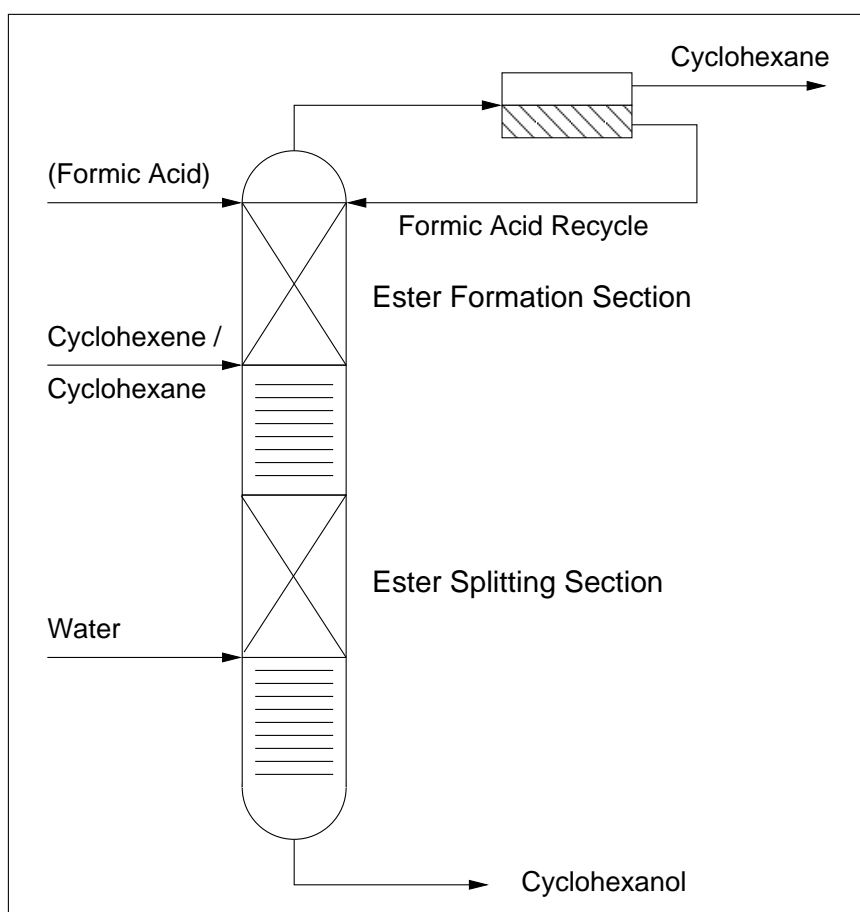 Cyclohexane
(Formic Acid)
Formic Acid Recycle
Ester Formation Section
Cyclohexene /
Cyclohexane
Ester Splitting Section
Water
Cyclohexanol